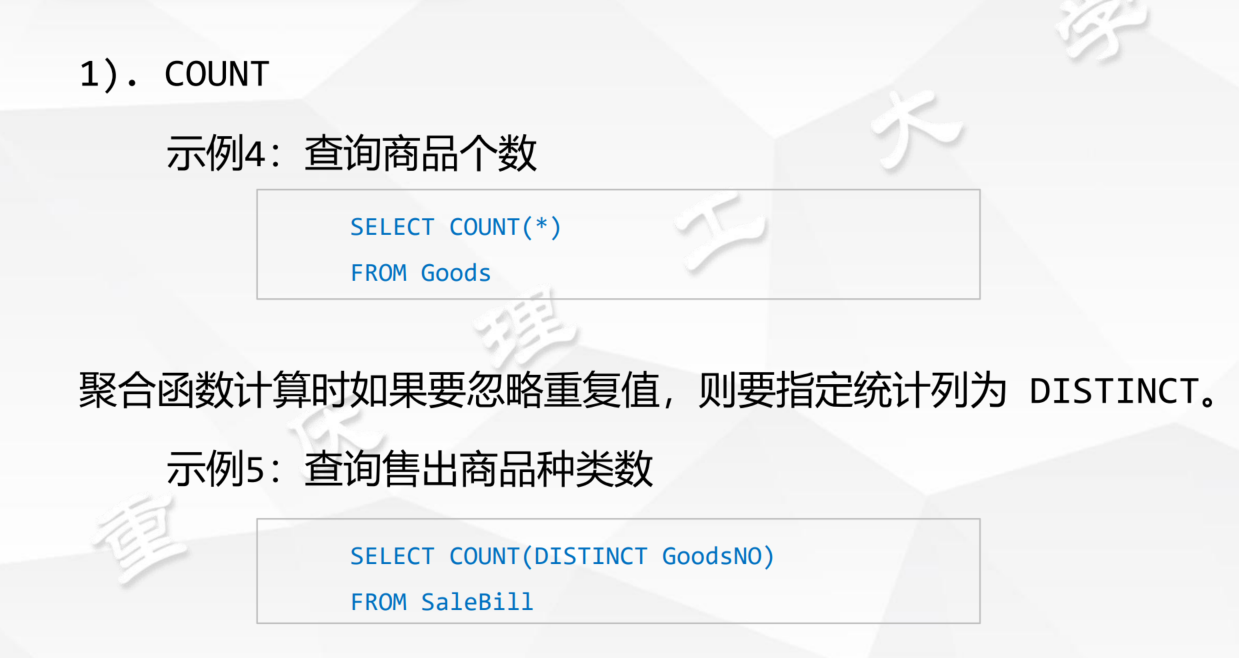 1). COUNT
示例4：查询商品个数
SELECT COUNT(*)
FROM Goods
聚合函数计算时如果要忽略重复值，则要指定统计列为 DISTINCT。
示例5：查询售出商品种类数
SELECT COUNT(DISTINCT GoodsNO)
FROM SaleBill
重庆理工大学